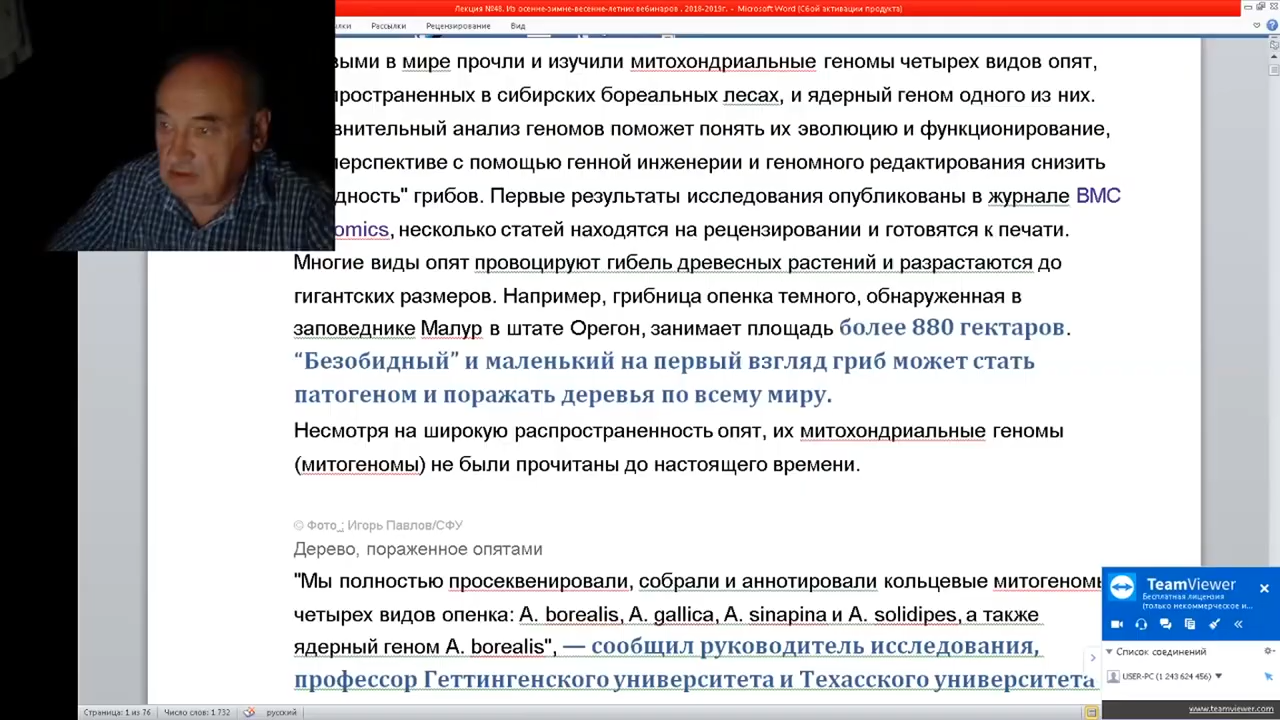 Лекция №48. Из осенне-зимне-весенне-летних вебинаров . 2018-2019г. - Microsoft Word (Сбой активации продукта)
Рассылки Рецензирование Вид
мире прочли и изучили митохондриальные геномы четырех видов опят,
в сибирских бореальных лесах, и ядерный геном одного из них.
анализ геномов поможет понять их эволюцию и функционирование,
с помощью генной инженерии и геномного редактирования снизить
грибов. Первые результаты исследования опубликованы в журнале BMC
omics, несколько статей находятся на рецензировании и готовятся к печати.
Многие виды опят провоцируют гибель древесных растений и разрастаются до
гигантских размеров. Например, грибница опенка темного, обнаруженная в
заповеднике Малур в штате Орегон, занимает площадь более 880 гектаров.
“Безобидный” и маленький на первый взгляд гриб может стать
патогеном и поражать деревья по всему миру.
Несмотря на широкую распространенность опят, их митохондриальные геномы
(митогеномы) не были прочитаны до настоящего времени.
© Фото : Игорь Павлов/СФУ
Дерево, пораженное опятами
"Мы полностью просеквенировали, собрали и аннотировали кольцевые митогеномы
четырех видов опенка: A. borealis, A. gallica, A. sinapina и A. solidipes, а также
ядерный геном A. borealis", — сообщил руководитель исследования,
профессор Геттингенского университета и Техасского университета
TeamViewer
Бесплатная лицензия
(только некоммерческое и...
Список соединений
USER-PC (1 243 624 456)
www.teamviewer.com
Страница: 1 из 76 Число слов: 1 732 русский